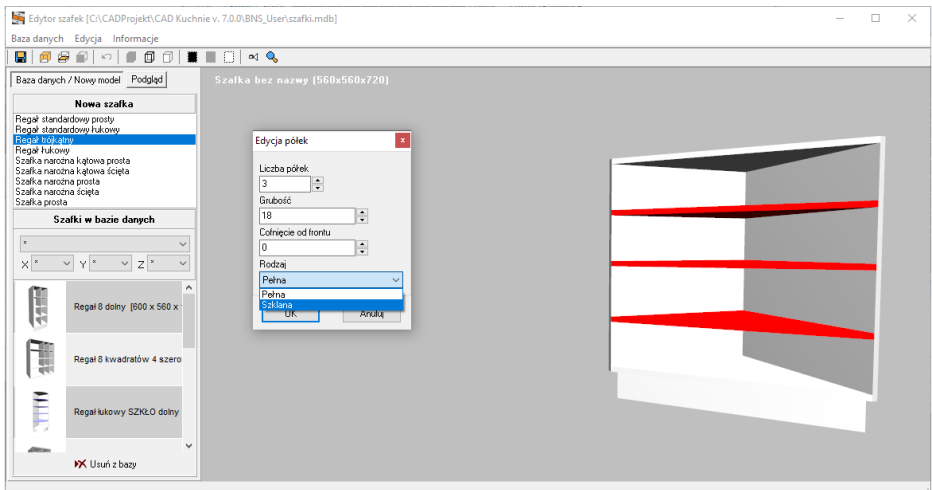 Edytor szafek [C:\CADProjekt\CAD Kuchnie v. 7.0.0\BNS_User\szafki.mdb]
Baza danych Edycja Informacje
Baza danych / Nowy model Podgląd
Szafka bez nazwy [560x560x720]
Nowa szafka
Regał standardowy prosty
Regał standardowy łukowy
Regał trójkątny
Regał łukowy
Szafka narożna kątowa prosta
Szafka narożna kątowa ścięta
Szafka narożna prosta
Szafka narożna ścięta
Szafka prosta
Szafki w bazie danych
*
X * Y * Z *
Regał 8 dolny [600 x 560 x
Regał 8 kwadratów 4 szero
Regał łukowy SZKŁO dolny
Usuń z bazy
Edycja półek
x
Liczba półek
3
Grubość
18
Cofnięcie od frontu
0
Rodzaj
Pełna
Pełna
Szklana
OK Anuluj